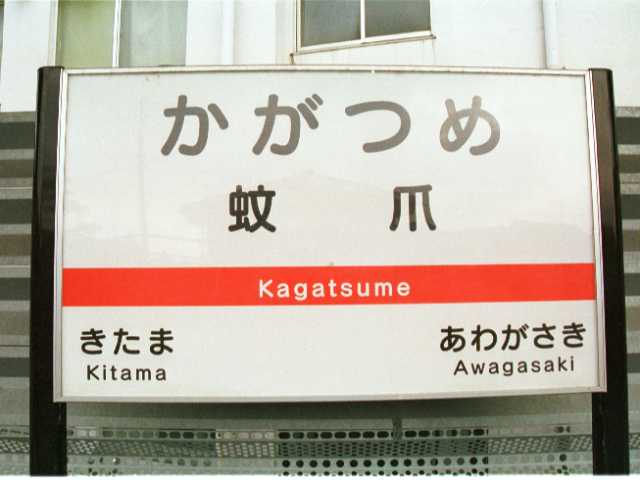 かがつめ
蚊爪
Kagatsume
きたま
あわがさき
Kitama
Awagasaki